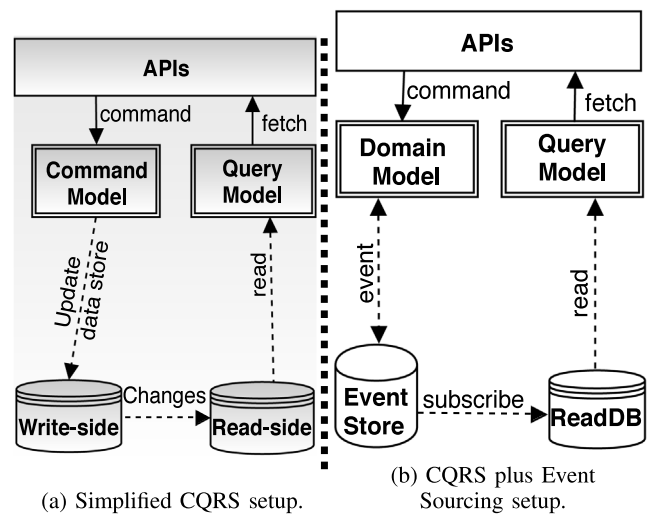 APIs
command
fetch
Command
Model
Query
Model
Update
data store
read
Write-side
Changes
Read-side
(a) Simplified CQRS setup.
APIs
command
fetch
Domain
Model
Query
Model
event
read
Event
Store
subscribe
ReadDB
(b) CQRS plus Event
Sourcing setup.